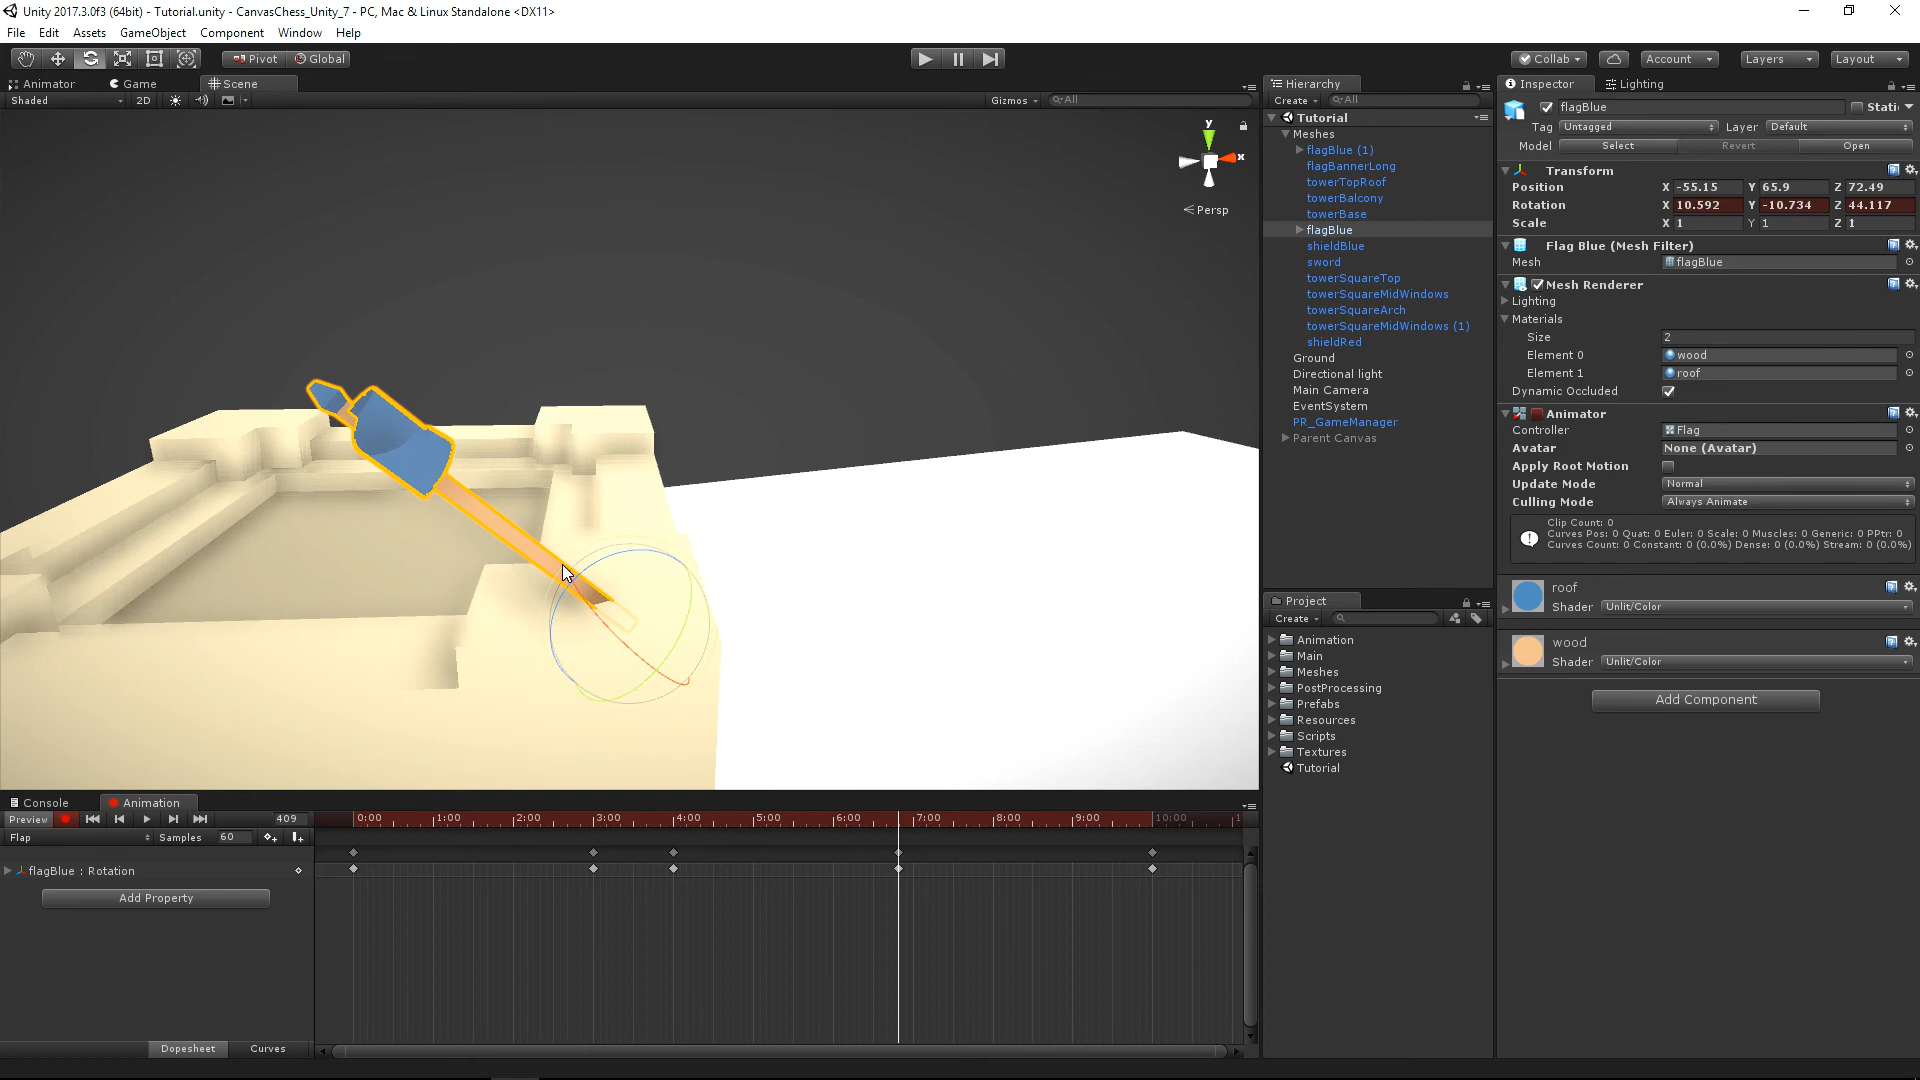 Unity 2017.3.0f3 (64bit) - Tutorial.unity - CanvasChess_Unity_7 - PC, Mac & Linux Standalone <DX11>
File Edit Assets GameObject Component Window Help
Pivot Global Collab Account Layers Layout
Animator Game Scene Hierarchy Inspector Lighting
Shaded 2D Gizmos All Create All
Tutorial
Meshes
flagBlue (1)
flagBannerLong
towerTopRoof
towerBalcony
towerBase
flagBlue
shieldBlue
sword
towerSquareTop
towerSquareMidWindows
towerSquareArch
towerSquareMidWindows (1)
shieldRed
Ground
Directional light
Main Camera
EventSystem
PR_GameManager
Parent Canvas
y
x
Persp
flagBlue Stati
Tag Untagged Layer Default
Model Select Revert Open
Transform
Position X -55.15 Y 65.9 Z 72.49
Rotation X 10.592 Y -10.734 Z 44.117
Scale X 1 Y 1 Z 1
Flag Blue (Mesh Filter)
Mesh flagBlue
Mesh Renderer
Lighting
Materials
Size 2
Element 0 wood
Element 1 roof
Dynamic Occluded
Animator
Controller Flag
Avatar None (Avatar)
Apply Root Motion
Update Mode Normal
Culling Mode Always Animate
Clip Count: 0
Curves Pos: 0 Quat: 0 Euler: 0 Scale: 0 Muscles: 0 Generic: 0 PPtr: 0
Curves Count: 0 Constant: 0 (0.0%) Dense: 0 (0.0%) Stream: 0 (0.0%)
roof
Shader Unlit/Color
wood
Shader Unlit/Color
Add Component
Project
Create
Animation
Main
Meshes
PostProcessing
Prefabs
Resources
Scripts
Textures
Tutorial
Console Animation
Preview 409 0:00 1:00 2:00 3:00 4:00 5:00 6:00 7:00 8:00 9:00 10:00 1
Flap Samples 60
flagBlue : Rotation
Add Property
Dopesheet Curves